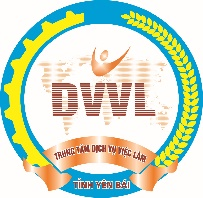 DVVL
TRUNG TÂM DỊCH VỤ VIỆC LÀM
TỈNH YÊN BÁI